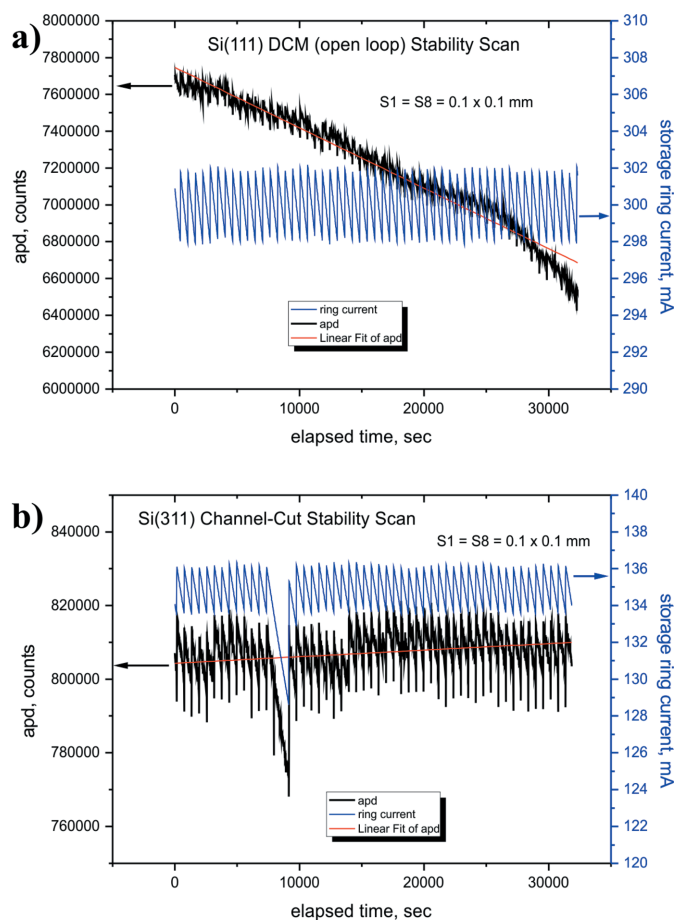 a)
Si(111) DCM (open loop) Stability Scan
S1 = S8 = 0.1 x 0.1 mm
8000000
7800000
7600000
7400000
7200000
7000000
6800000
6600000
6400000
6200000
6000000
apd, counts
310
308
306
304
302
300
298
296
294
292
290
storage ring current, mA
ring current
apd
Linear Fit of apd
0 10000 20000 30000
elapsed time, sec
b)
Si(311) Channel-Cut Stability Scan
S1 = S8 = 0.1 x 0.1 mm
840000
820000
800000
780000
760000
apd, counts
140
138
136
134
132
130
128
126
124
122
120
storage ring current, mA
apd
ring current
Linear Fit of apd
0 10000 20000 30000
elapsed time, sec